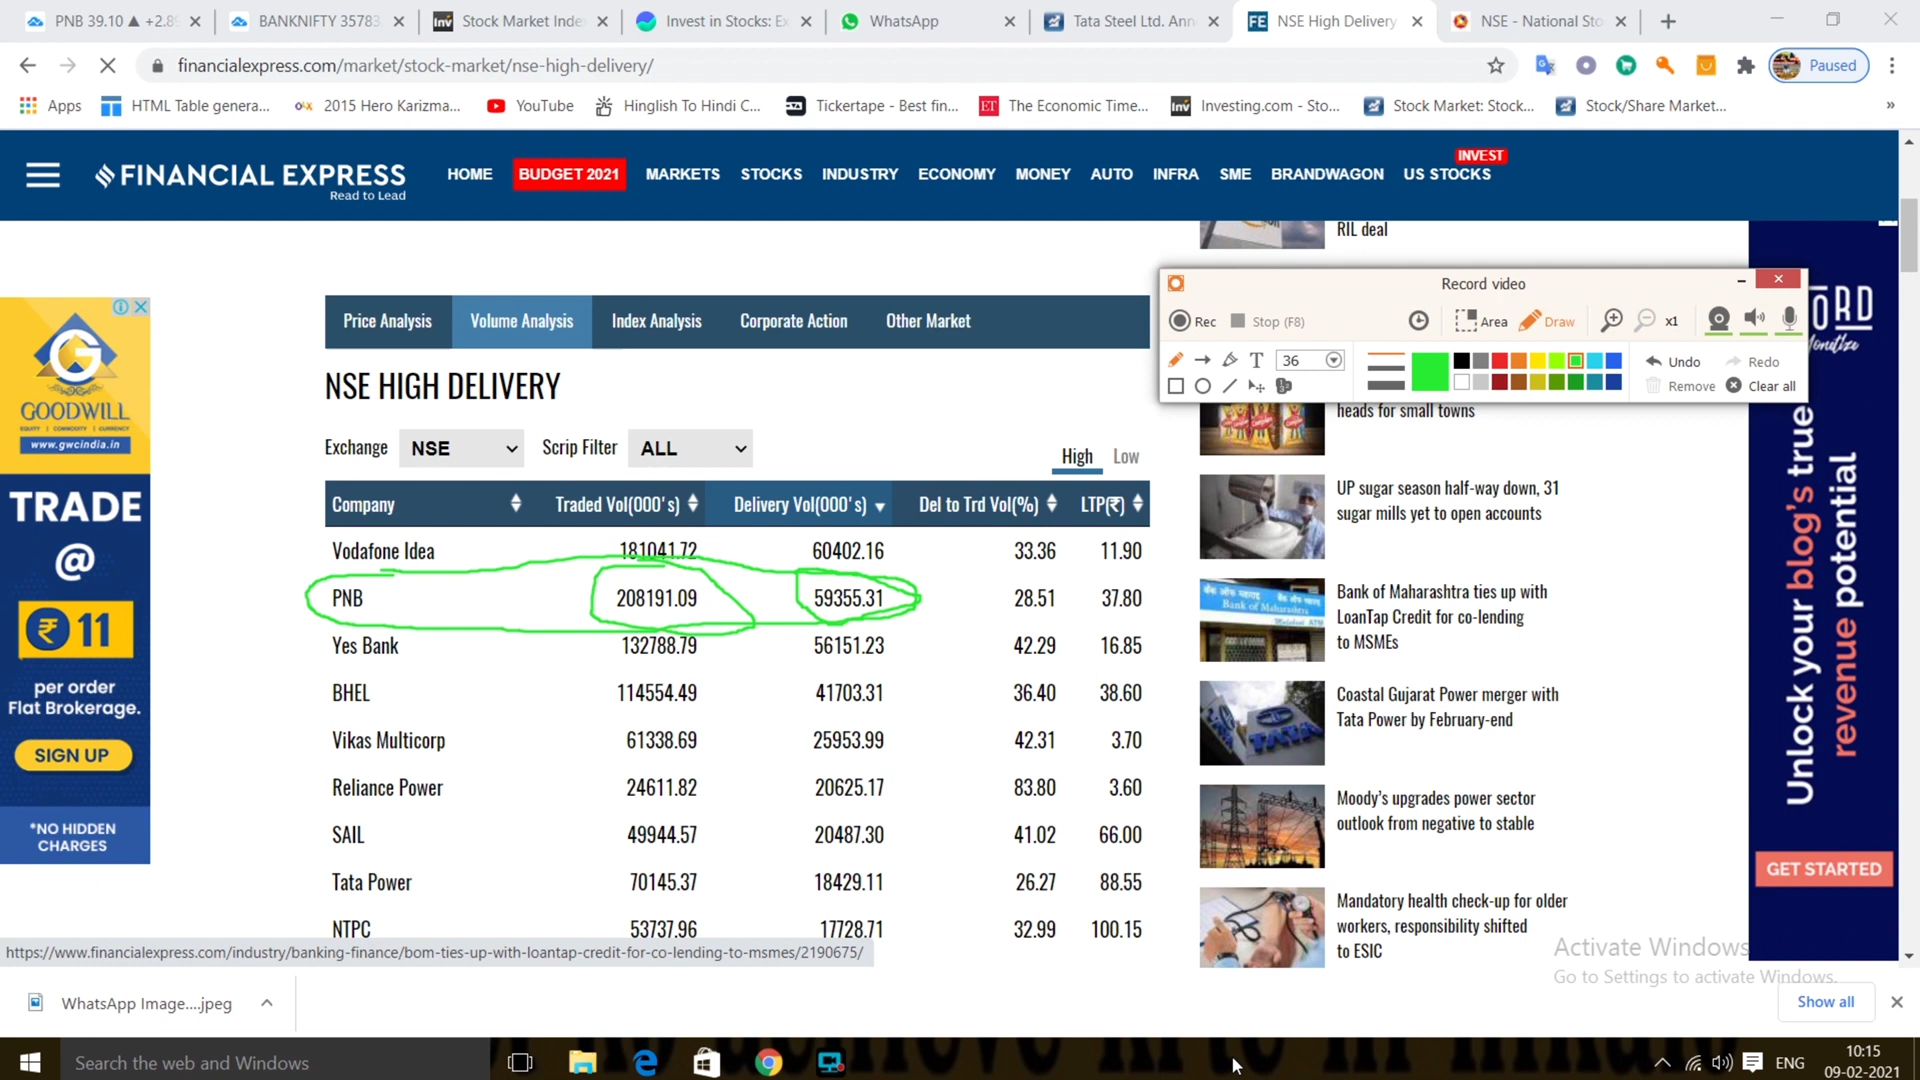 PNB 39.10 ▲ +2.8
BANKNIFTY 35783
Stock Market Inde
Invest in Stocks: Ex
WhatsApp
Tata Steel Ltd. Ann
NSE High Delivery
NSE - National Sto
financialexpress.com/market/stock-market/nse-high-delivery/
Paused
Apps
HTML Table genera...
2015 Hero Karizma...
YouTube
Hinglish To Hindi C...
Tickertape - Best fin...
ET
The Economic Time...
Inv
Investing.com - Sto...
Stock Market: Stock...
Stock/Share Market...
FINANCIAL EXPRESS
Read to Lead
HOME
BUDGET 2021
MARKETS
STOCKS
INDUSTRY
ECONOMY
MONEY
AUTO
INFRA
SME
BRANDWAGON
INVEST
US STOCKS
RIL deal
Record video
Rec
Stop (F8)
Area
Draw
x1
T
36
Undo
Redo
Remove
Clear all
GOODWILL
EQUITY | COMMODITY | CURRENCY
www.gwcindia.in
TRADE
@
₹ 11
per order
Flat Brokerage.
SIGN UP
*NO HIDDEN
CHARGES
Price Analysis
Volume Analysis
Index Analysis
Corporate Action
Other Market
NSE HIGH DELIVERY
Exchange
NSE
Scrip Filter
ALL
High
Low
Company Traded Vol(000's) Delivery Vol(000's) Del to Trd Vol(%) LTP(₹)
Vodafone Idea 181041.72 60402.16 33.36 11.90
PNB 208191.09 59355.31 28.51 37.80
Yes Bank 132788.79 56151.23 42.29 16.85
BHEL 114554.49 41703.31 36.40 38.60
Vikas Multicorp 61338.69 25953.99 42.31 3.70
Reliance Power 24611.82 20625.17 83.80 3.60
SAIL 49944.57 20487.30 41.02 66.00
Tata Power 70145.37 18429.11 26.27 88.55
NTPC 53737.96 17728.71 32.99 100.15
heads for small towns
UP sugar season half-way down, 31
sugar mills yet to open accounts
Bank of Maharashtra
Bank of Maharashtra ties up with
LoanTap Credit for co-lending
to MSMEs
TATA
Coastal Gujarat Power merger with
Tata Power by February-end
Moody's upgrades power sector
outlook from negative to stable
Mandatory health check-up for older
workers, responsibility shifted
to ESIC
ORD
Monetize
Unlock your blog's true
revenue potential
GET STARTED
Activate Windows
Go to Settings to activate Windows.
https://www.financialexpress.com/industry/banking-finance/bom-ties-up-with-loantap-credit-for-co-lending-to-msmes/2190675/
WhatsApp Image....jpeg
Show all
Search the web and Windows
ENG
10:15
09-02-2021